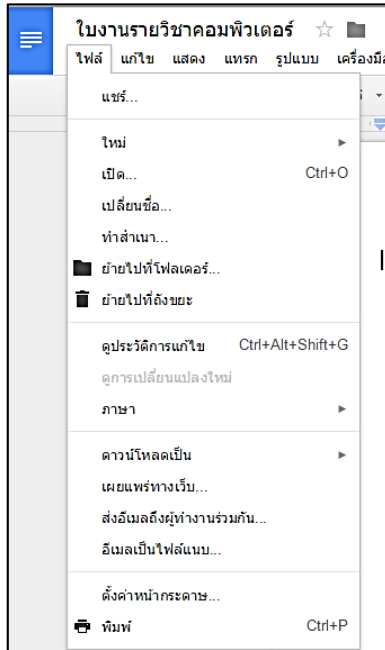 ใบงานรายวิชาคอมพิวเตอร์
ไฟล์ แก้ไข แสดง แทรก รูปแบบ เครื่องมือ
แชร์...
ใหม่
เปิด... Ctrl+O
เปลี่ยนชื่อ...
ทำสำเนา...
ย้ายไปที่โฟลเดอร์...
ย้ายไปที่ถังขยะ
ดูประวัติการแก้ไข Ctrl+Alt+Shift+G
ดูการเปลี่ยนแปลงใหม่
ภาษา
ดาวน์โหลดเป็น
เผยแพร่ทางเว็บ...
ส่งอีเมลถึงผู้ทำงานร่วมกัน...
อีเมลเป็นไฟล์แนบ...
ตั้งค่าหน้ากระดาษ...
พิมพ์ Ctrl+P